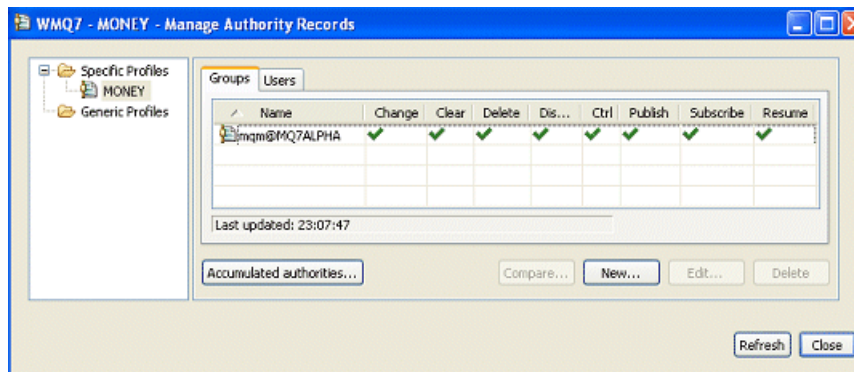 WMQ7 - MONEY - Manage Authority Records
Specific Profiles
MONEY
Generic Profiles
Groups Users
Name Change Clear Delete Dis... Ctrl Publish Subscribe Resume
mqm@MQ7ALPHA
Last updated: 23:07:47
Accumulated authorities... Compare... New... Edit... Delete
Refresh Close